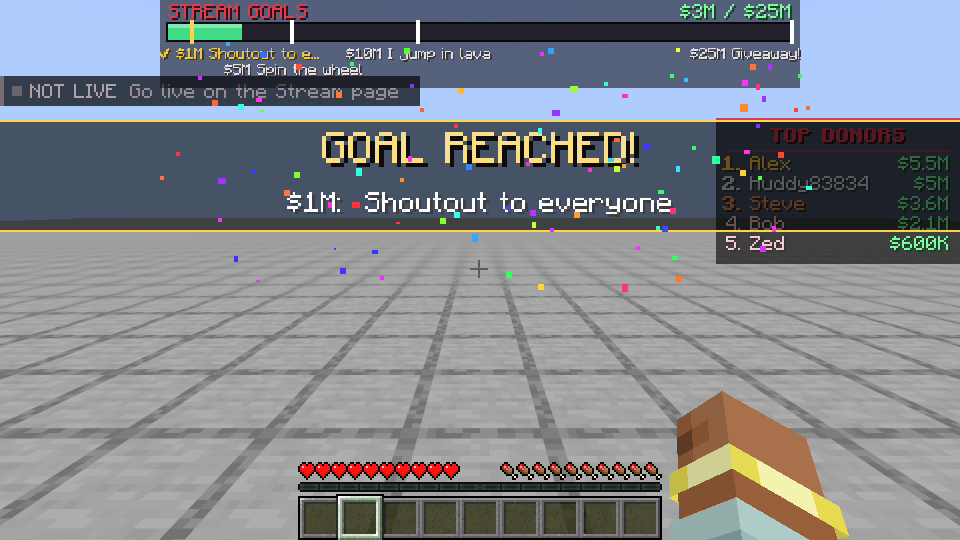 STREAM GOALS $3M / $25M
✓ $1M Shoutout to e... $10M I jump in lava $25M Giveaway!
$5M Spin the wheel
NOT LIVE Go live on the Stream page
GOAL REACHED!
$1M: Shoutout to everyone
TOP DONORS
1. Alex $5.5M
2. Huddy83834 $5M
3. Steve $3.6M
4. Bob $2.1M
5. Zed $600K